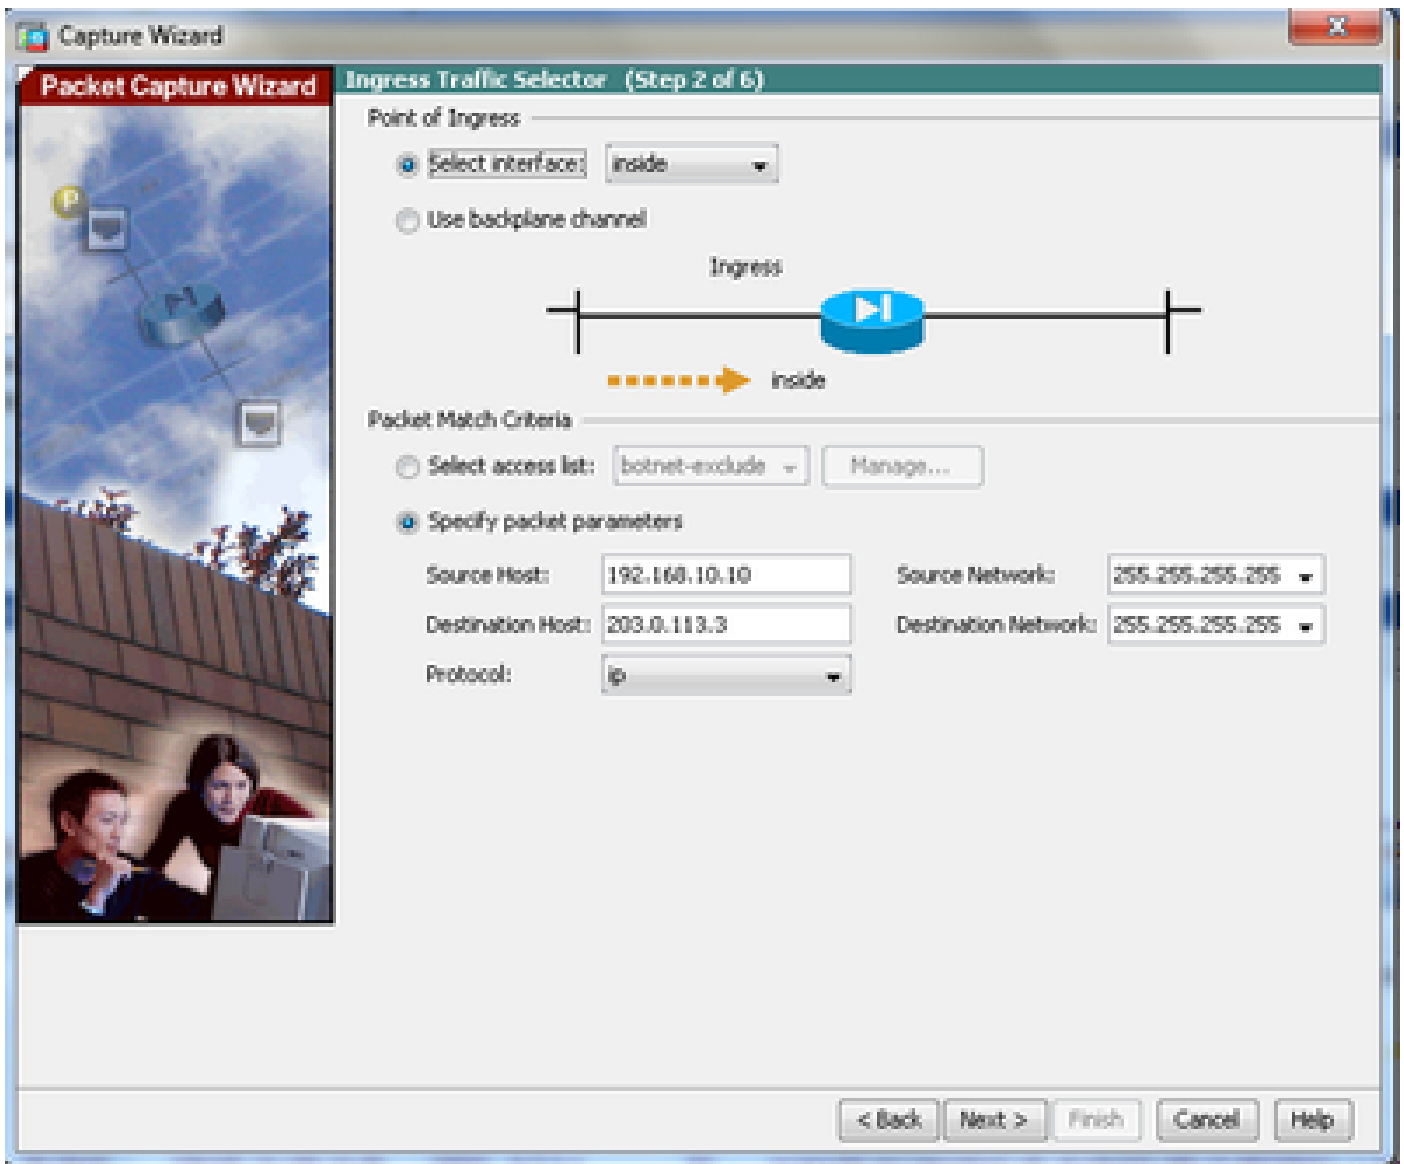 Capture Wizard
Packet Capture Wizard
Ingress Traffic Selector (Step 2 of 6)
Point of Ingress
Select interface: inside
Use backplane channel
Ingress
inside
Packet Match Criteria
Select access list: botnet-exclude Manage...
Specify packet parameters
Source Host: 192.168.10.10 Source Network: 255.255.255.255
Destination Host: 203.0.113.3 Destination Network: 255.255.255.255
Protocol: ip
< Back Next > Finish Cancel Help
P